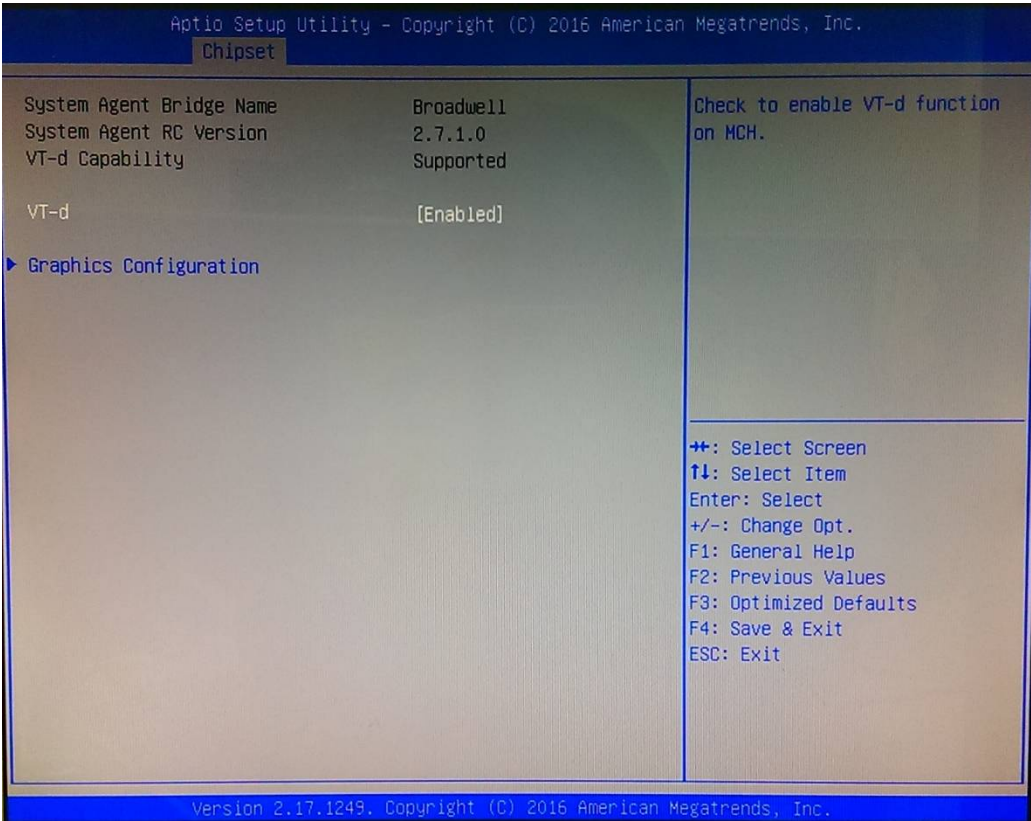 Aptio Setup Utility – Copyright (C) 2016 American Megatrends, Inc.
Chipset
System Agent Bridge Name Broadwell
System Agent RC Version 2.7.1.0
VT-d Capability Supported
VT-d [Enabled]
Graphics Configuration
Check to enable VT-d function
on MCH.
→←: Select Screen
↑↓: Select Item
Enter: Select
+/-: Change Opt.
F1: General Help
F2: Previous Values
F3: Optimized Defaults
F4: Save & Exit
ESC: Exit
Version 2.17.1249. Copyright (C) 2016 American Megatrends, Inc.